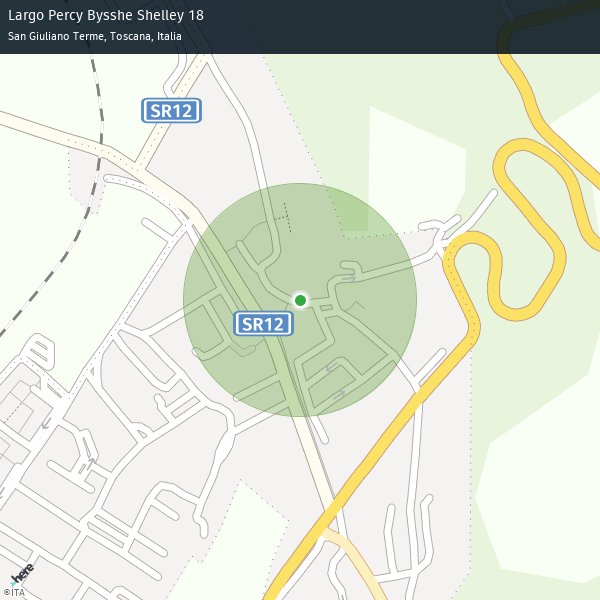 Largo Percy Bysshe Shelley 18
San Giuliano Terme, Toscana, Italia
SR12
SR12
here
©ITA